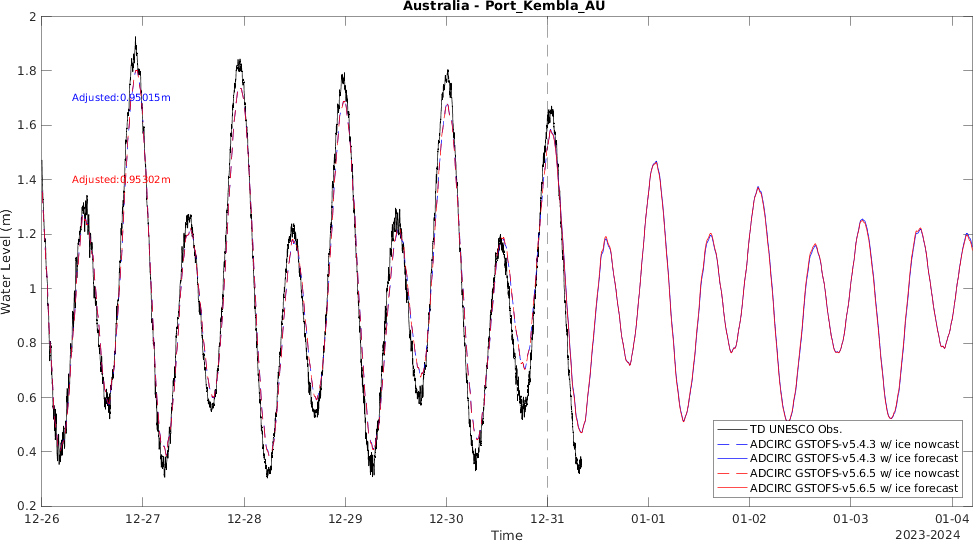 Australia - Port_Kembla_AU
2
1.8
1.6
1.4
1.2
1
0.8
0.6
0.4
0.2
Water Level (m)
Adjusted:0.95015m
Adjusted:0.95302m
TD UNESCO Obs.
ADCIRC GSTOFS-v5.4.3 w/ ice nowcast
ADCIRC GSTOFS-v5.4.3 w/ ice forecast
ADCIRC GSTOFS-v5.6.5 w/ ice nowcast
ADCIRC GSTOFS-v5.6.5 w/ ice forecast
12-26 12-27 12-28 12-29 12-30 12-31 01-01 01-02 01-03 01-04
Time
2023-2024